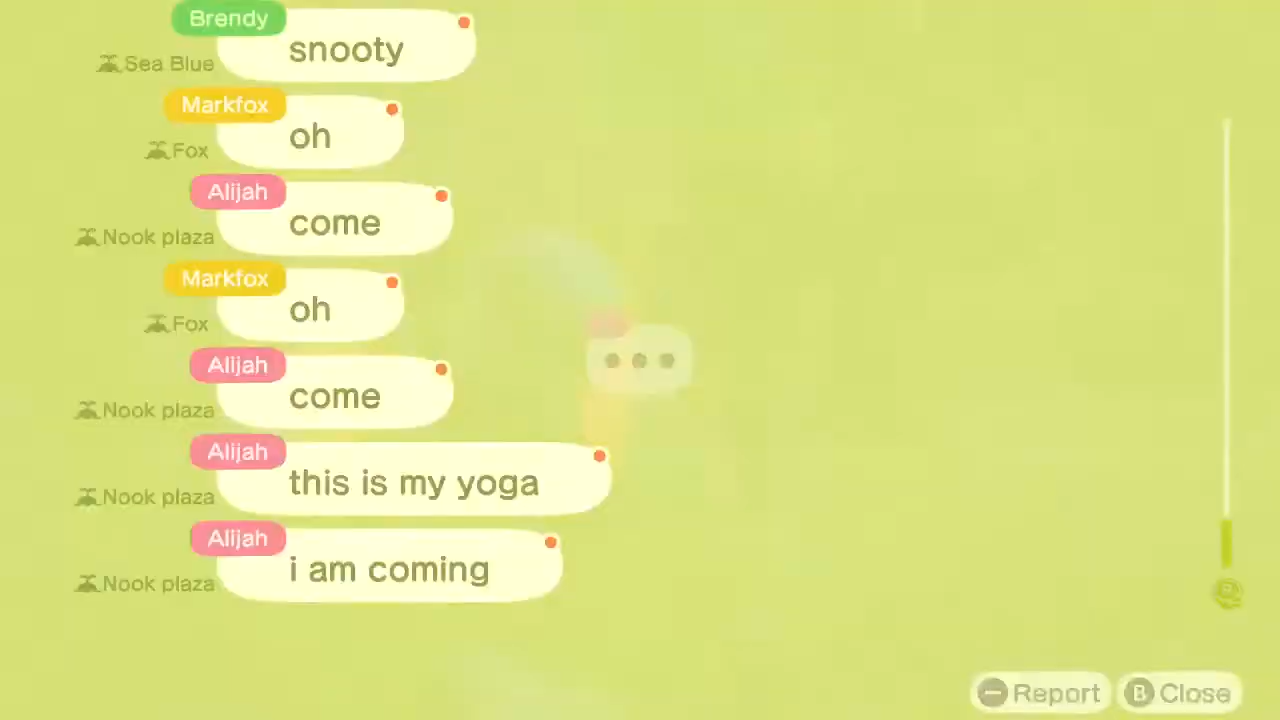 Brendy
snooty
Sea Blue
Markfox
oh
Fox
Alijah
come
Nook plaza
Markfox
oh
Fox
Alijah
come
Nook plaza
Alijah
this is my yoga
Nook plaza
Alijah
i am coming
Nook plaza
Report
B Close